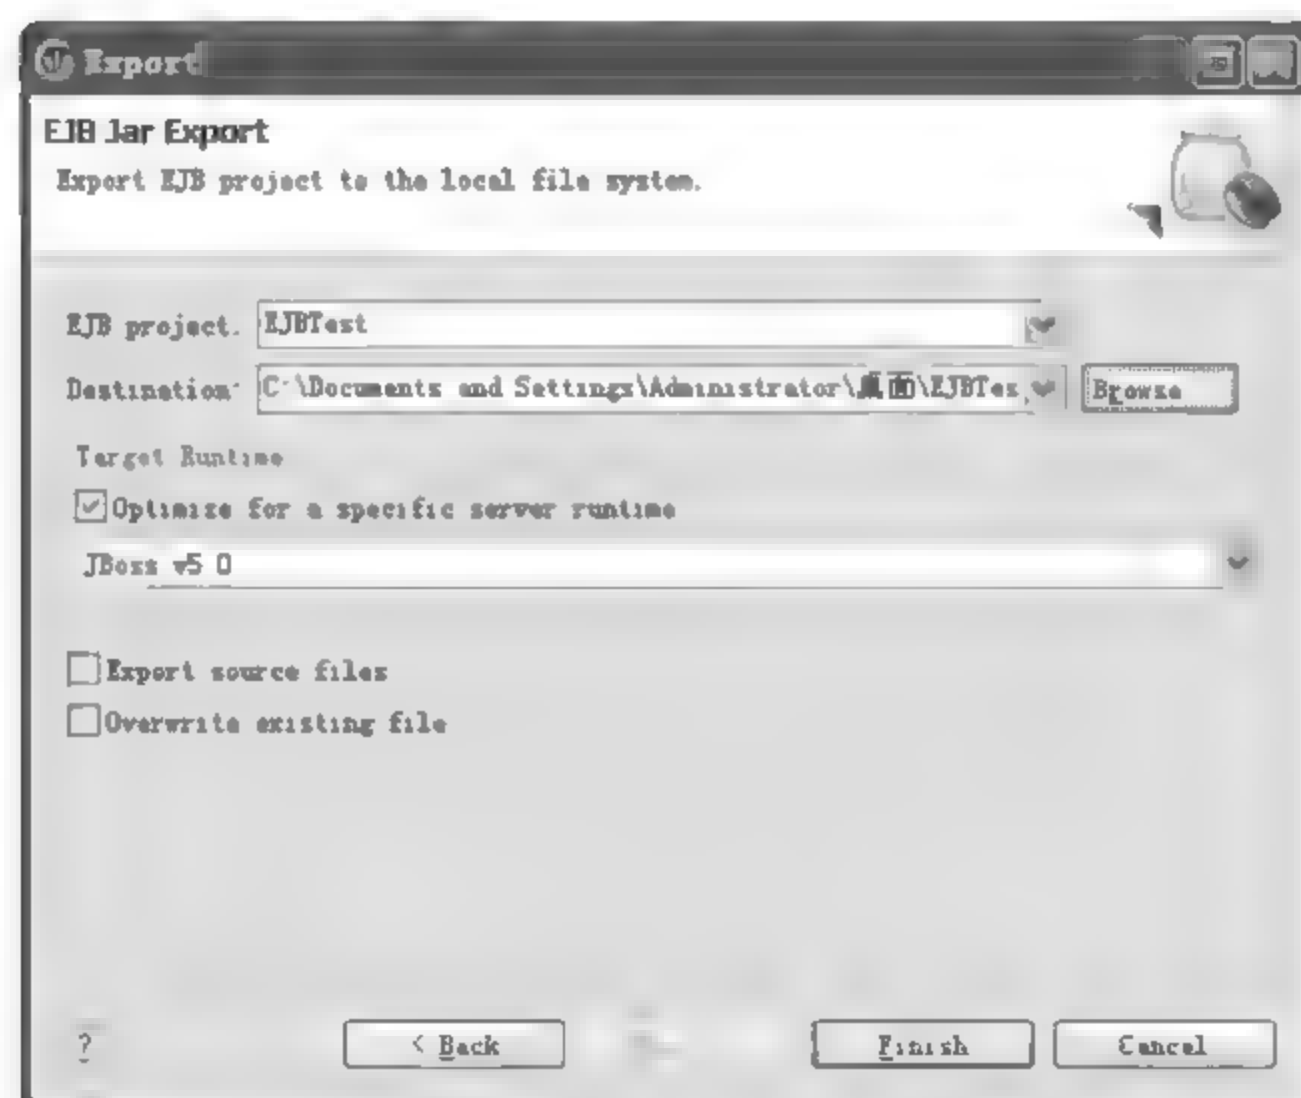 Export
EJB Jar Export
Export EJB project to the local file system.
EJB project: EJBTest
Destination: C:\Documents and Settings\Administrator\桌面\EJBTes
Browse
Target Runtime
Optimize for a specific server runtime
JBoss v5.0
Export source files
Overwrite existing file
?
< Back
Finish
Cancel